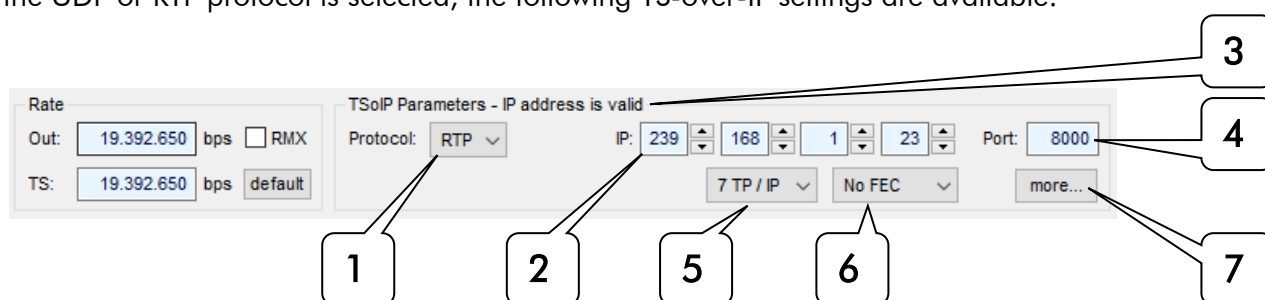 the UDP or RTP protocol is selected, the following TS-over-IP settings are available:
3
Rate
TSoIP Parameters - IP address is valid
Out: 19.392.650 bps RMX Protocol: RTP IP: 239 168 1 23 Port: 8000
4
TS: 19.392.650 bps default 7 TP / IP No FEC more...
1 2 5 6 7